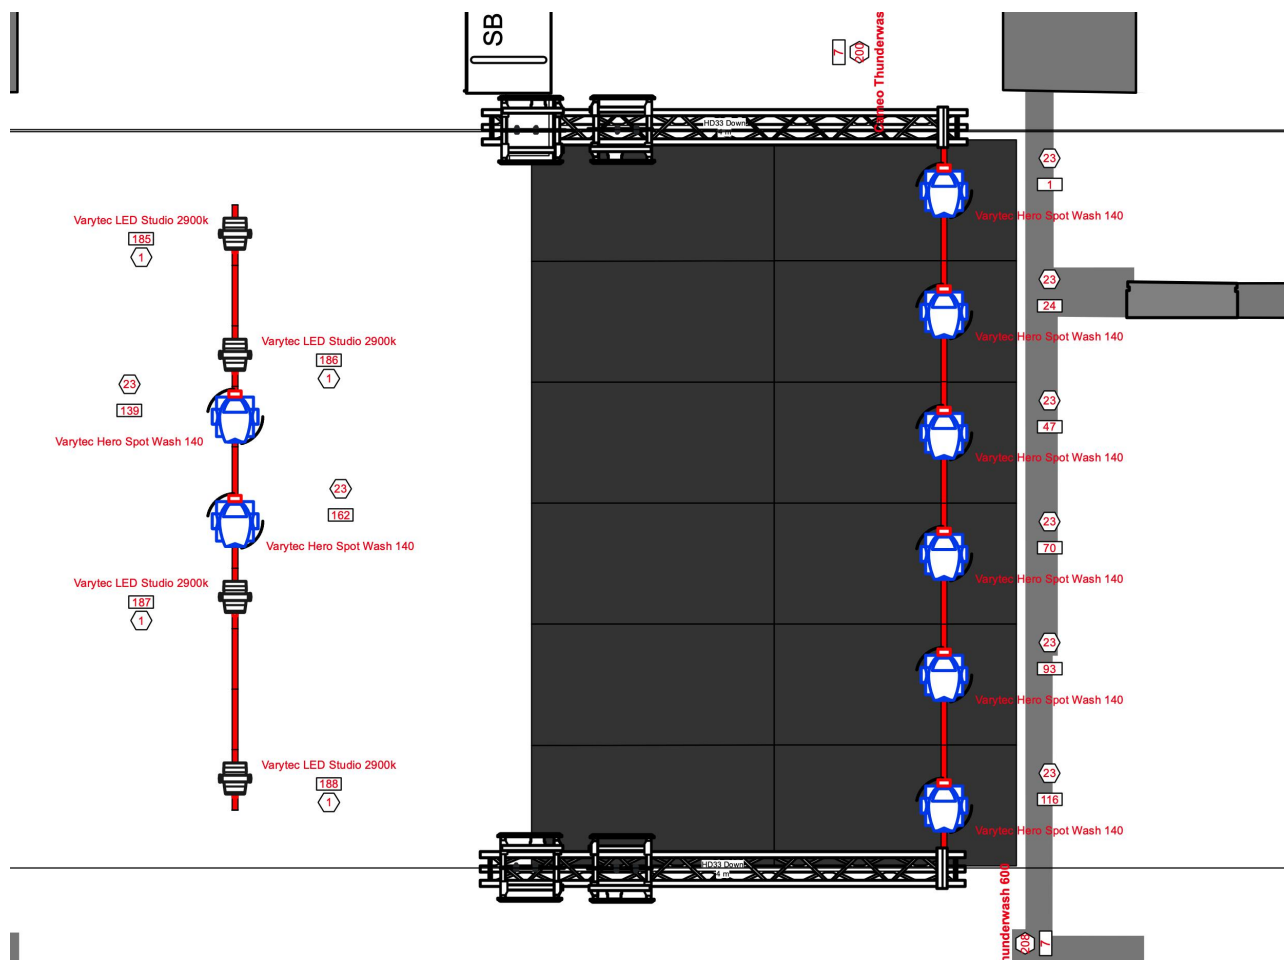 SB
7
200
Cameo Thunderwas
HD33 Down
23
1
Varytec Hero Spot Wash 140
Varytec LED Studio 2900k
185
1
23
24
Varytec Hero Spot Wash 140
Varytec LED Studio 2900k
186
1
23
139
Varytec Hero Spot Wash 140
23
47
Varytec Hero Spot Wash 140
23
162
Varytec Hero Spot Wash 140
23
70
Varytec Hero Spot Wash 140
Varytec LED Studio 2900k
187
1
23
93
Varytec Hero Spot Wash 140
Varytec LED Studio 2900k
188
1
23
116
Varytec Hero Spot Wash 140
HD33 Down
4 m
hunderwash 600
208
7